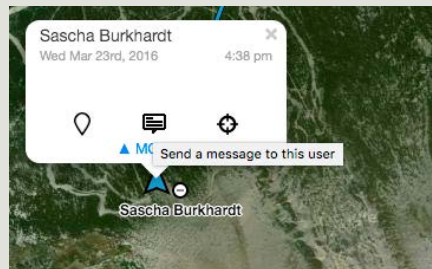 Sascha Burkhardt
Wed Mar 23rd, 2016 4:38 pm
Send a message to this user
Sascha Burkhardt